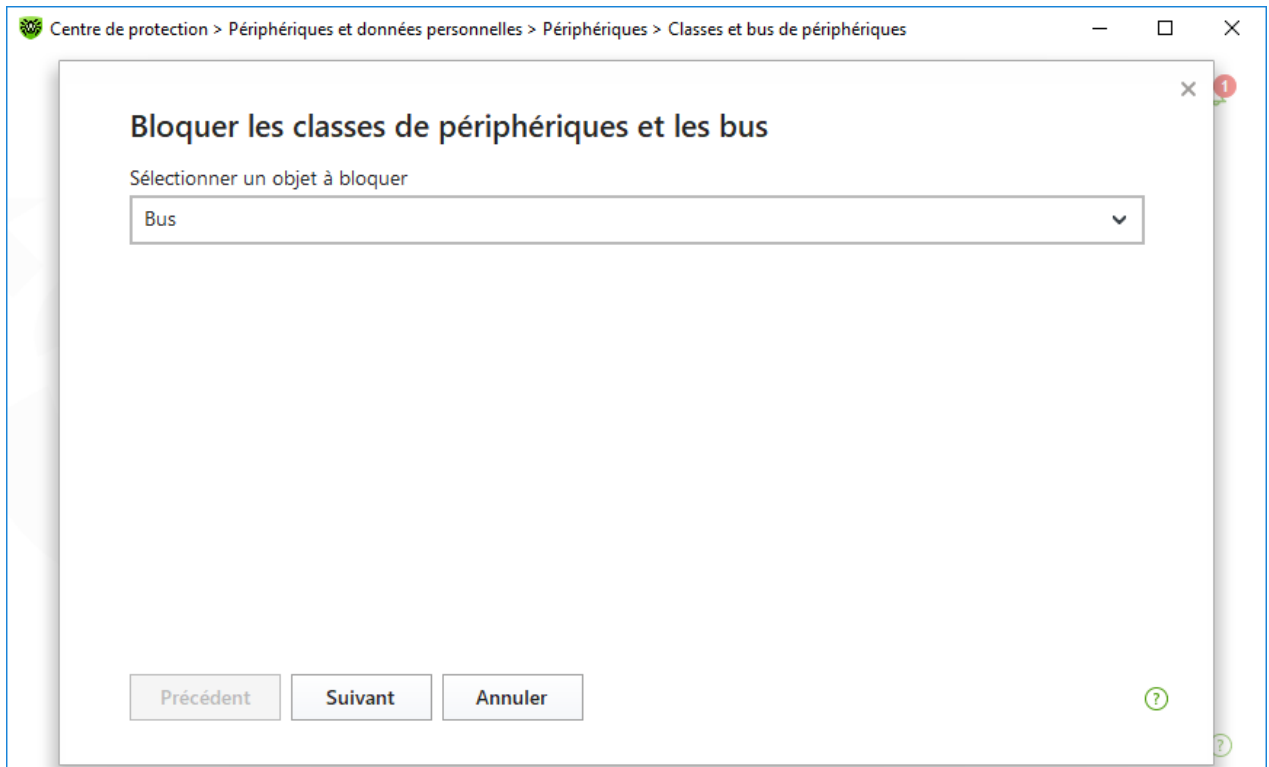 Centre de protection > Périphériques et données personnelles > Périphériques > Classes et bus de périphériques
1
Bloquer les classes de périphériques et les bus
Sélectionner un objet à bloquer
Bus
Précédent
Suivant
Annuler
?
?